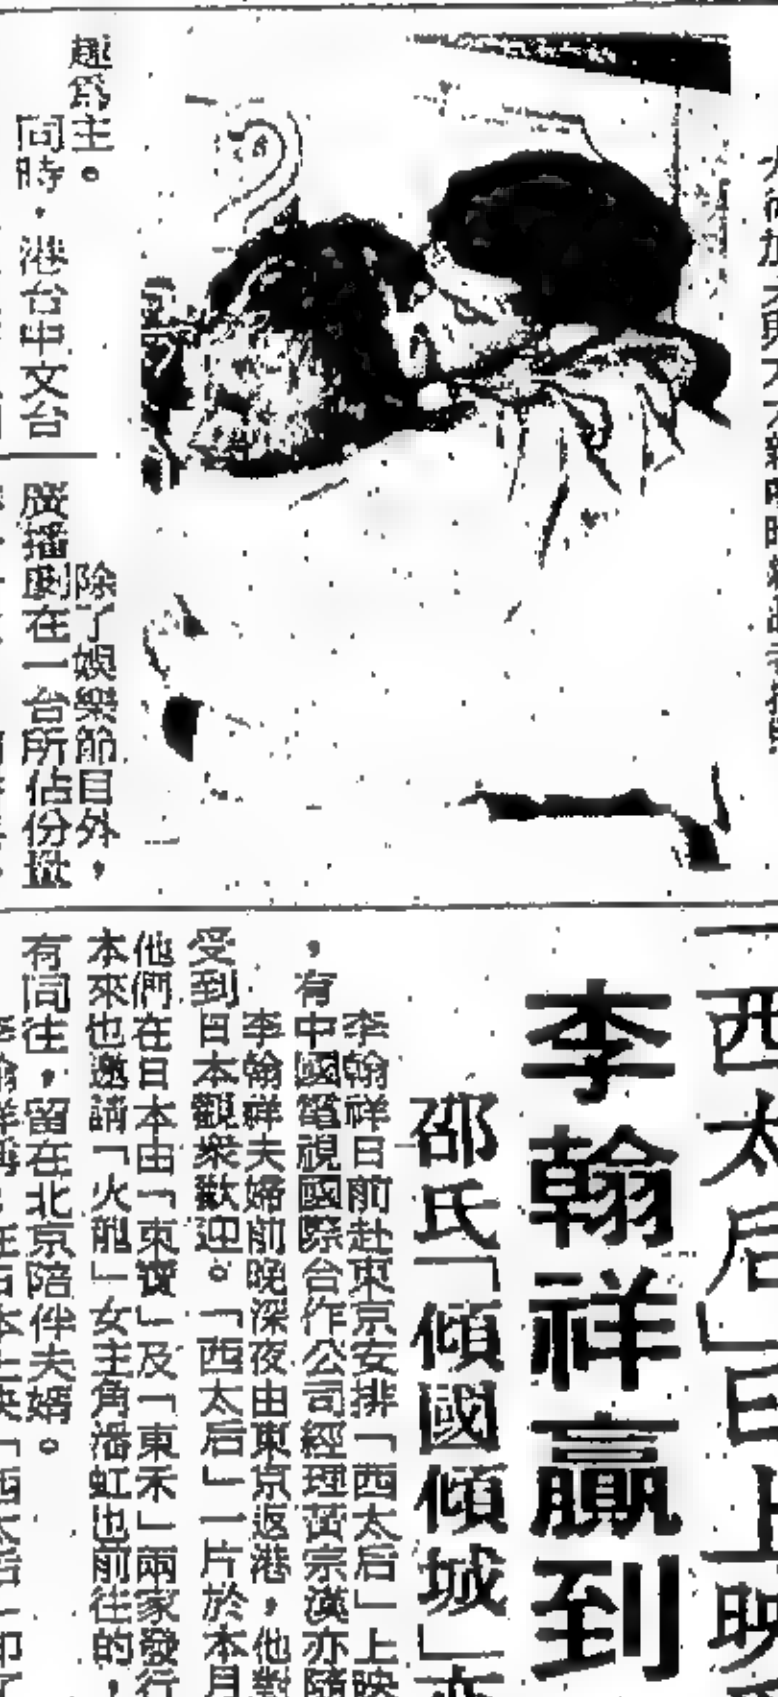 趣為主。
同時，港台中文台
除了娛樂節目外，
廣播劇在一台所佔份量
「西太后」日上映
李翰祥贏到
邵氏「傾國傾城」
李翰祥日前赴東京安排「西太后」上映
，有中國電視國際合作公司經理黃宗漢亦隨
李翰祥夫婦前晚深夜由東京返港，他對
受到日本觀衆歡迎。「西太后」一片於本月
他們在日本由「東寶」及「東禾」兩家發行
本來也邀請「火龍」女主角潘虹也前往的，
有同往，留在北京陪伴夫婿。